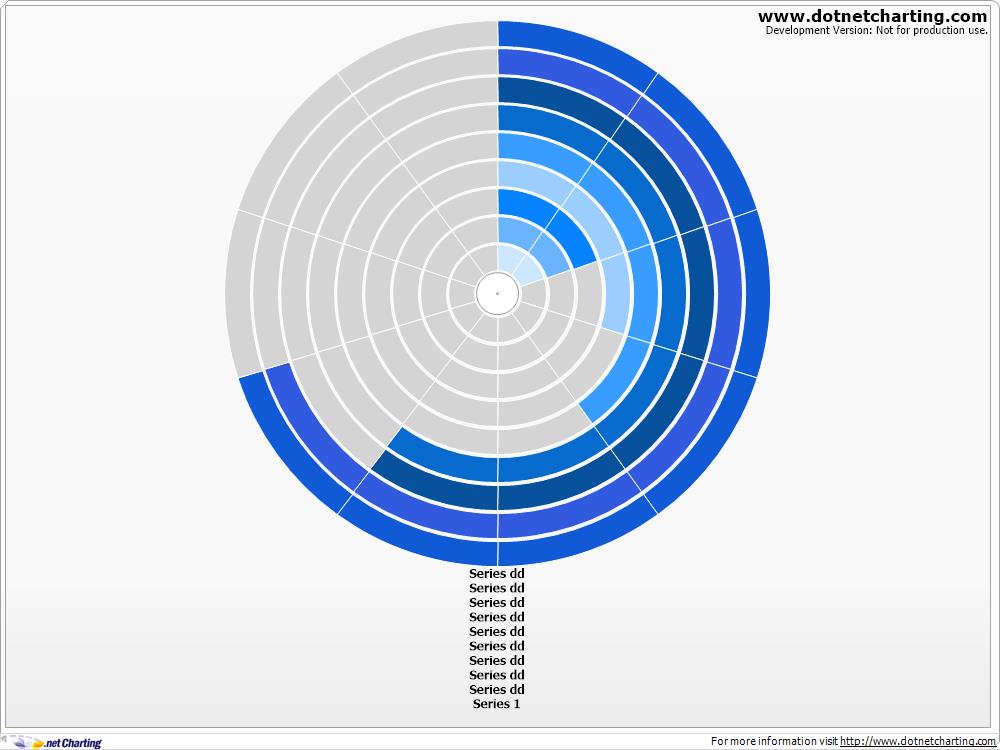 www.dotnetcharting.com
Development Version: Not for production use.
Series dd
Series dd
Series dd
Series dd
Series dd
Series dd
Series dd
Series dd
Series dd
Series 1
.net Charting
For more information visit http://www.dotnetcharting.com